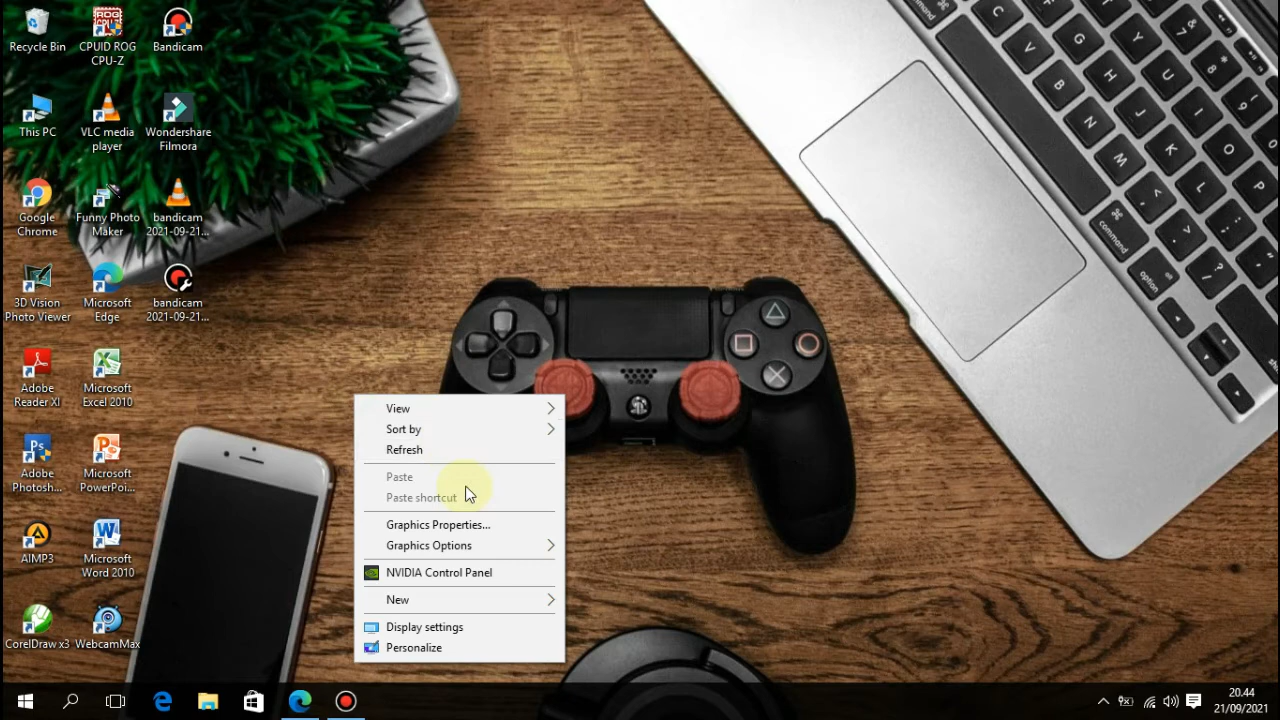 Recycle Bin
CPUID ROG
CPU-Z
Bandicam
This PC
VLC media
player
Wondershare
Filmora
Google
Chrome
Funny Photo
Maker
bandicam
2021-09-21...
3D Vision
Photo Viewer
Microsoft
Edge
bandicam
2021-09-21...
Adobe
Reader XI
Microsoft
Excel 2010
Adobe
Photosh...
Microsoft
PowerPoi...
AIMP3
Microsoft
Word 2010
CorelDraw x3
WebcamMax
View
Sort by
Refresh
Paste
Paste shortcut
Graphics Properties...
Graphics Options
NVIDIA Control Panel
New
Display settings
Personalize
command
option
20.44
21/09/2021